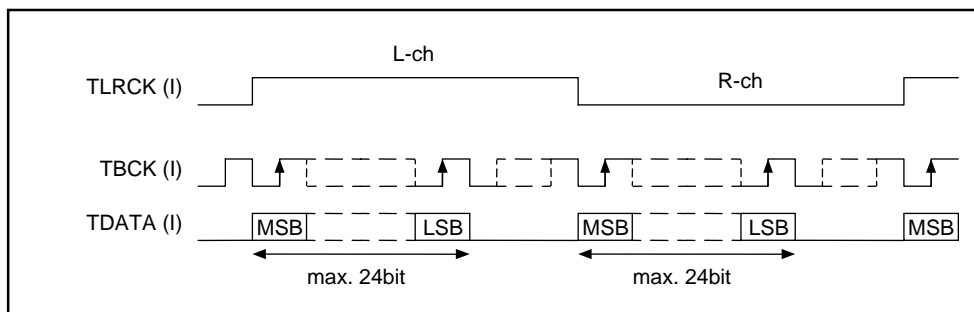 L-ch
TLRCK (I)
R-ch
TBCK (I)
TDATA (I)
MSB
LSB
MSB
LSB
MSB
max. 24bit
max. 24bit